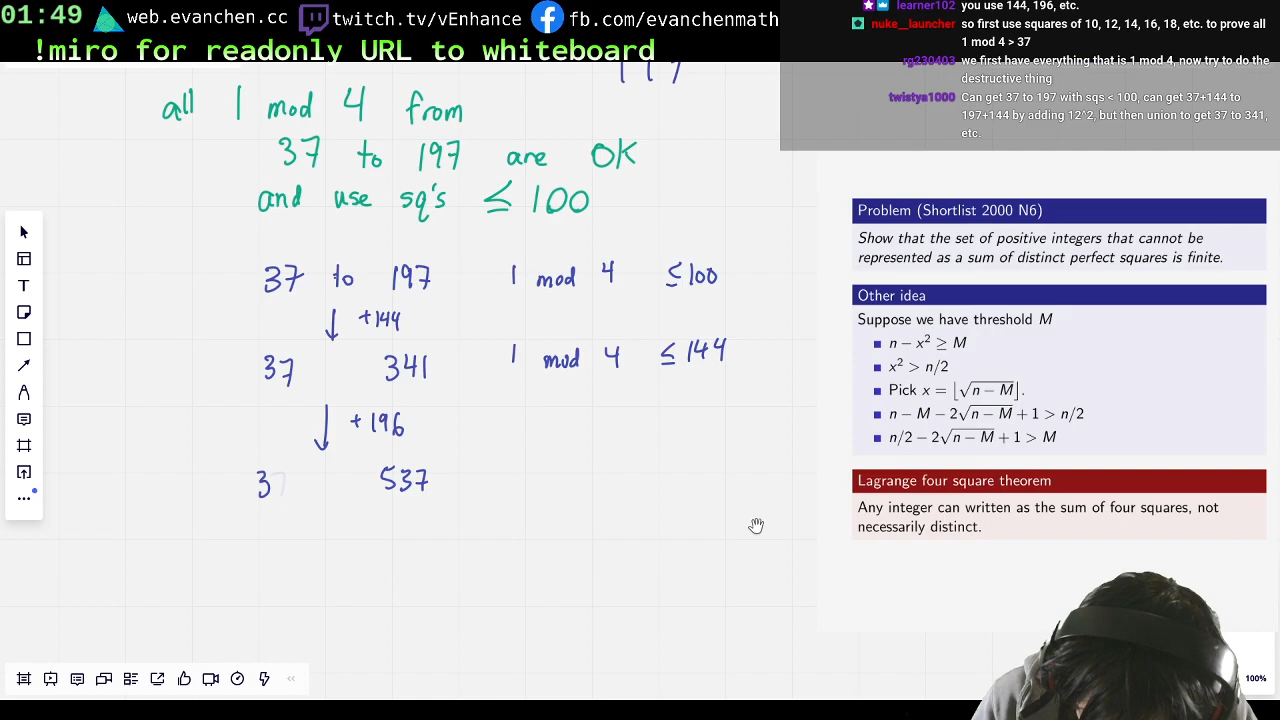 01:49
web.evanchen.cc
twitch.tv/vEnhance
fb.com/evanchenmath
!miro for readonly URL to whiteboard
learner102
you use 144, 196, etc.
nuke__launcher
so first use squares of 10, 12, 14, 16, 18, etc. to prove all
1 mod 4 > 37
rg230403
we first have everything that is 1 mod 4, now try to do the
destructive thing
twistya1000
Can get 37 to 197 with sqs < 100, can get 37+144 to
197+144 by adding 12^2, but then union to get 37 to 341,
etc.
all 1 mod 4 from
37 to 197 are OK
and use sq's ≤ 100
37 to 197 1 mod 4 ≤ 100
↓ +144
37 341 1 mod 4 ≤ 144
↓ +196
37 537
Problem (Shortlist 2000 N6)
Show that the set of positive integers that cannot be
represented as a sum of distinct perfect squares is finite.
Other idea
Suppose we have threshold M
n − x² ≥ M
x² > n/2
Pick x = ⌊√(n − M)⌋.
n − M − 2√(n − M) + 1 > n/2
n/2 − 2√(n − M) + 1 > M
Lagrange four square theorem
Any integer can written as the sum of four squares, not
necessarily distinct.
100%